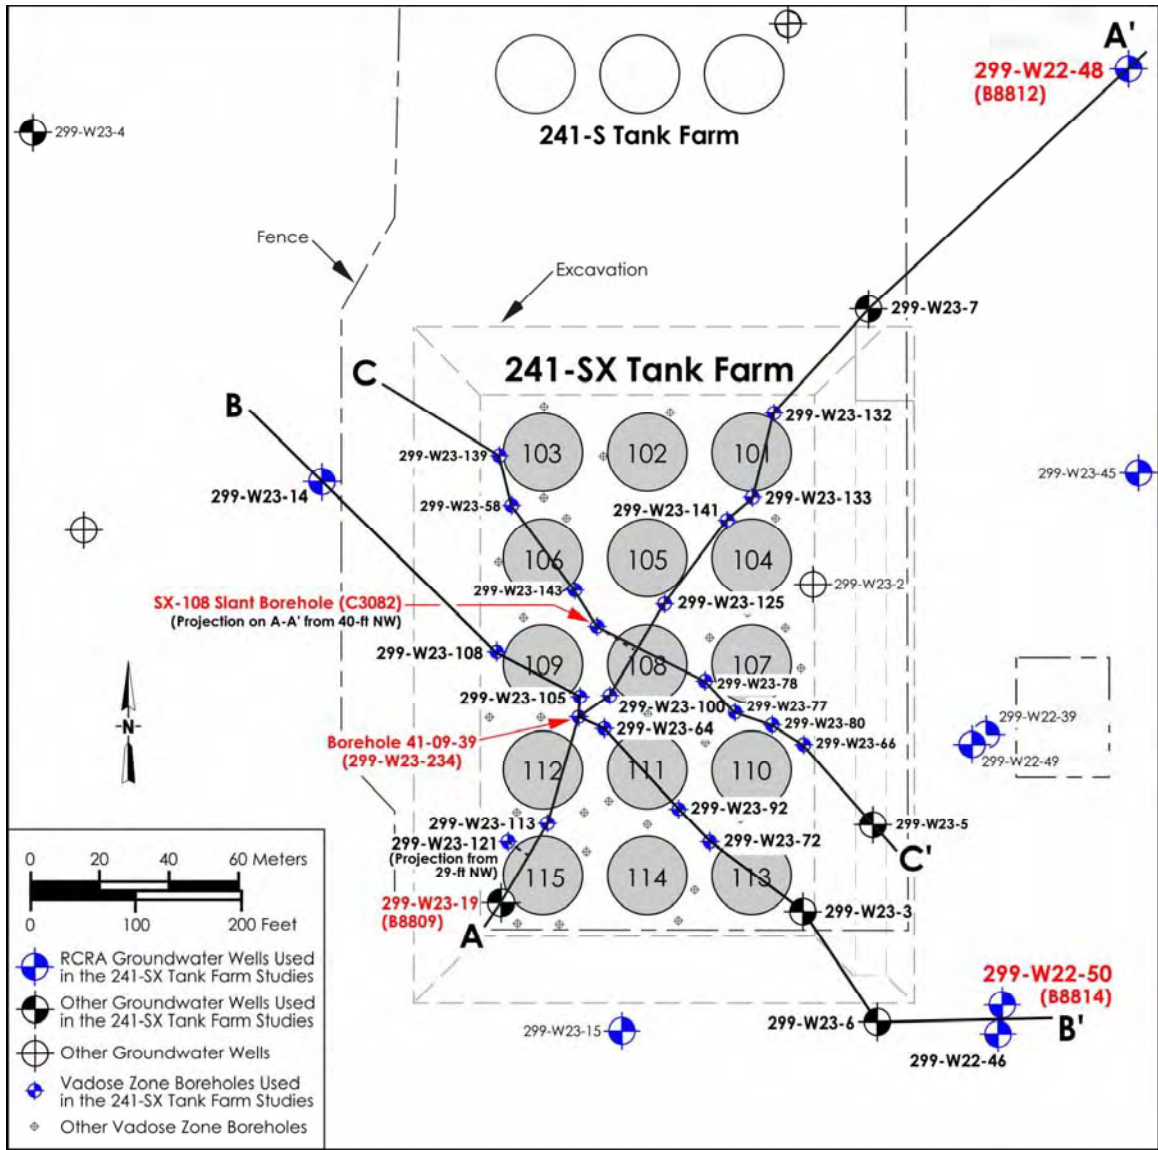 A'
299-W22-48
(B8812)
299-W23-4
241-S Tank Farm
Fence
Excavation
299-W23-7
241-SX Tank Farm
C
B
299-W23-132
103
102
101
299-W23-139
299-W23-45
299-W23-14
299-W23-133
299-W23-58
299-W23-141
106
105
104
299-W23-143
299-W23-2
SX-108 Slant Borehole (C3082)
(Projection on A-A' from 40-ft NW)
299-W23-125
299-W23-108
109
108
107
299-W23-78
299-W23-105
299-W23-100
299-W23-77
299-W23-80
299-W23-64
299-W23-66
299-W22-39
299-W22-49
Borehole 41-09-39
(299-W23-234)
N
112
111
110
299-W23-92
299-W23-113
299-W23-5
299-W23-121
(Projection from
29-ft NW)
299-W23-72
C'
115
114
113
299-W23-19
(B8809)
299-W23-3
A
299-W22-50
(B8814)
299-W23-15
299-W23-6
B'
299-W22-46
0 20 40 60 Meters
0 100 200 Feet
RCRA Groundwater Wells Used
in the 241-SX Tank Farm Studies
Other Groundwater Wells Used
in the 241-SX Tank Farm Studies
Other Groundwater Wells
Vadose Zone Boreholes Used
in the 241-SX Tank Farm Studies
Other Vadose Zone Boreholes